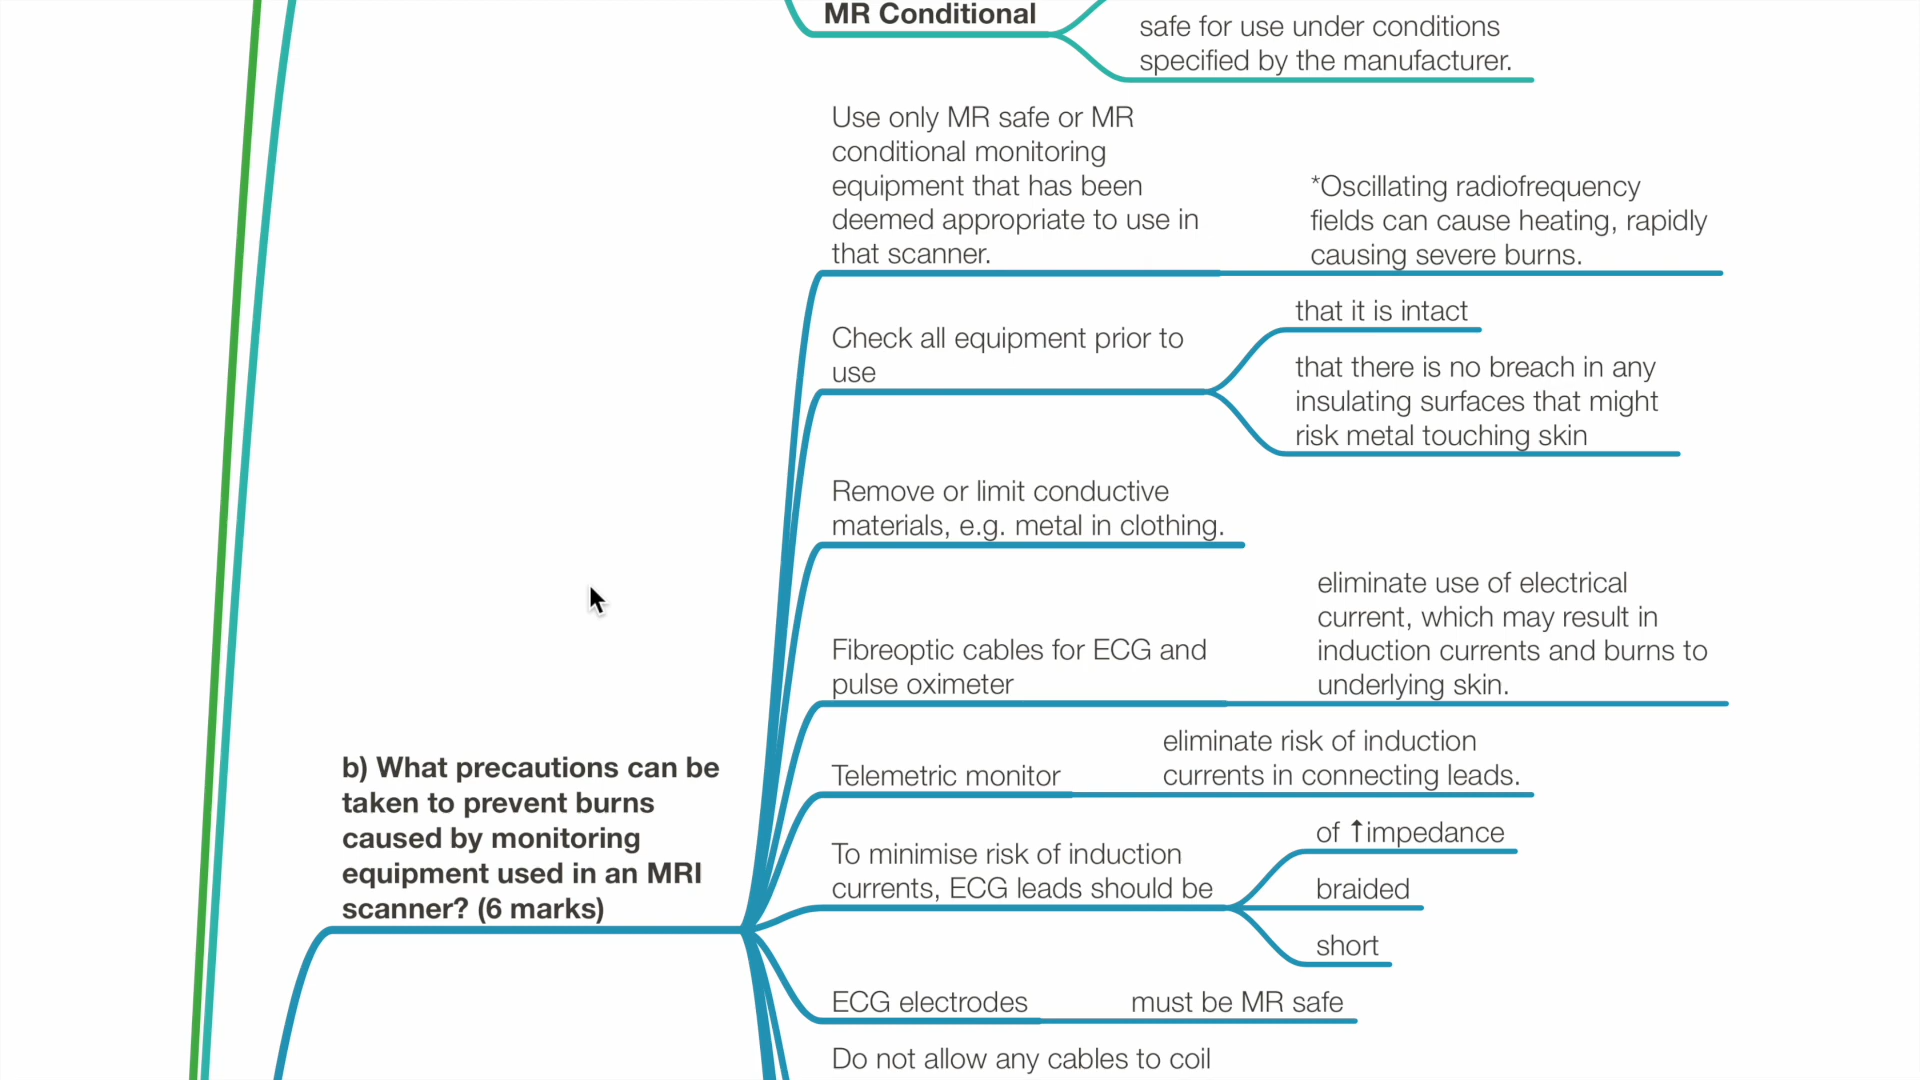 MR Conditional
safe for use under conditions
specified by the manufacturer.
Use only MR safe or MR
conditional monitoring
equipment that has been
deemed appropriate to use in
that scanner.
*Oscillating radiofrequency
fields can cause heating, rapidly
causing severe burns.
Check all equipment prior to
use
that it is intact
that there is no breach in any
insulating surfaces that might
risk metal touching skin
Remove or limit conductive
materials, e.g. metal in clothing.
Fibreoptic cables for ECG and
pulse oximeter
eliminate use of electrical
current, which may result in
induction currents and burns to
underlying skin.
Telemetric monitor
eliminate risk of induction
currents in connecting leads.
b) What precautions can be
taken to prevent burns
caused by monitoring
equipment used in an MRI
scanner? (6 marks)
To minimise risk of induction
currents, ECG leads should be
of ↑impedance
braided
short
ECG electrodes
must be MR safe
Do not allow any cables to coil